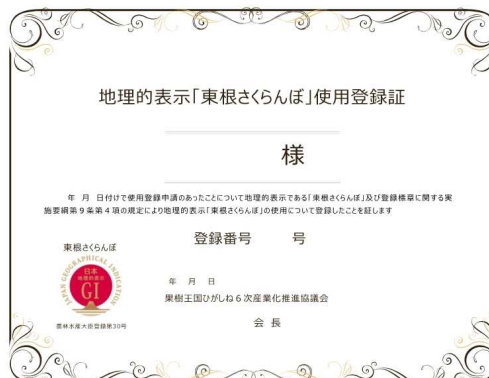 地理的表示「東根さくらんぼ」使用登録証
様
年 月 日付けで使用登録申請のあったことについて地理的表示である「東根さくらんぼ」及び登録標章に関する実
施要綱第9条第4項の規定により地理的表示「東根さくらんぼ」の使用について登録したことを証します
登録番号 号
東根さくらんぼ
JAPAN GEOGRAPHICAL INDICATION
日本
地理的表示
GI
農林水産大臣登録第30号
年 月 日
果樹王国ひがしね6次産業化推進協議会
会 長